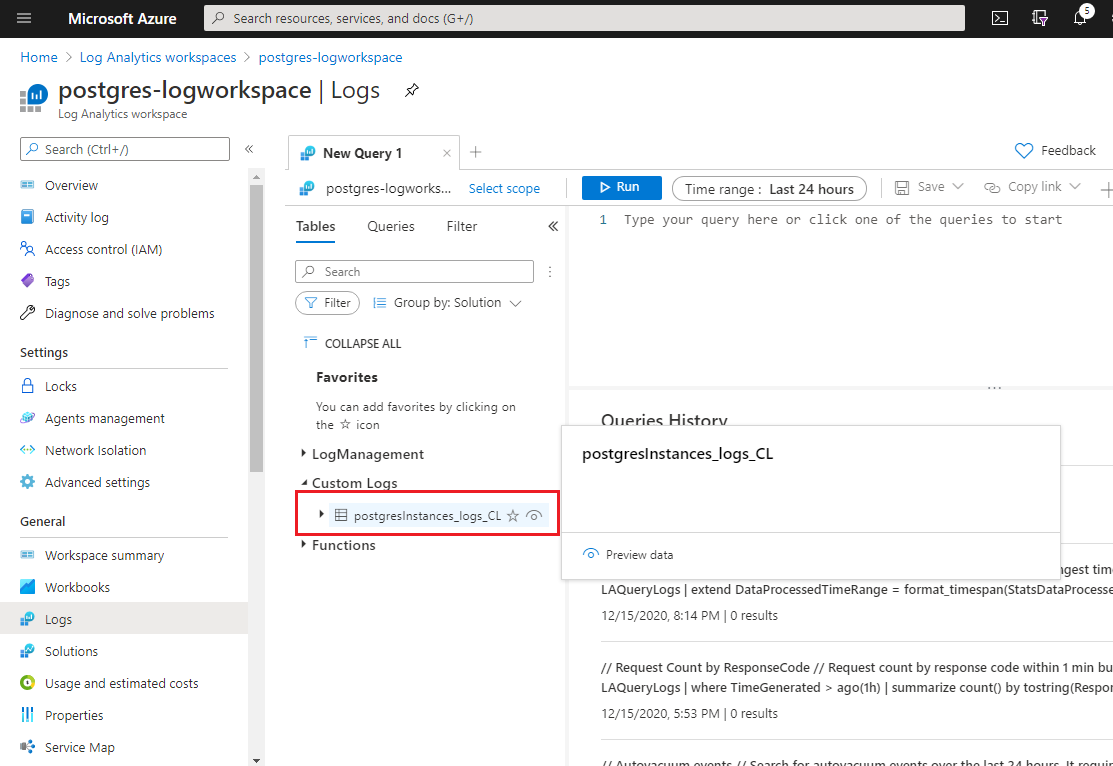 Microsoft Azure
Search resources, services, and docs (G+/)
5
Home > Log Analytics workspaces > postgres-logworkspace
postgres-logworkspace | Logs
Log Analytics workspace
Search (Ctrl+/)
«
Overview
Activity log
Access control (IAM)
Tags
Diagnose and solve problems
Settings
Locks
Agents management
Network Isolation
Advanced settings
General
Workspace summary
Workbooks
Logs
Solutions
Usage and estimated costs
Properties
Service Map
New Query 1
Feedback
postgres-logworks... Select scope
Run
Time range : Last 24 hours
Save
Copy link
Tables Queries Filter «
Search
Filter
Group by: Solution
COLLAPSE ALL
Favorites
You can add favorites by clicking on
the ☆ icon
LogManagement
Custom Logs
postgresInstances_logs_CL
Functions
1 Type your query here or click one of the queries to start
...
Queries History
postgresInstances_logs_CL
Preview data
ngest tim
LAQueryLogs | extend DataProcessedTimeRange = format_timespan(StatsDataProcesse
12/15/2020, 8:14 PM | 0 results
// Request Count by ResponseCode // Request count by response code within 1 min bu
LAQueryLogs | where TimeGenerated > ago(1h) | summarize count() by tostring(Respon
12/15/2020, 5:53 PM | 0 results
// Autovacuum events // Search for autovacuum events over the last 24 hours. It requi